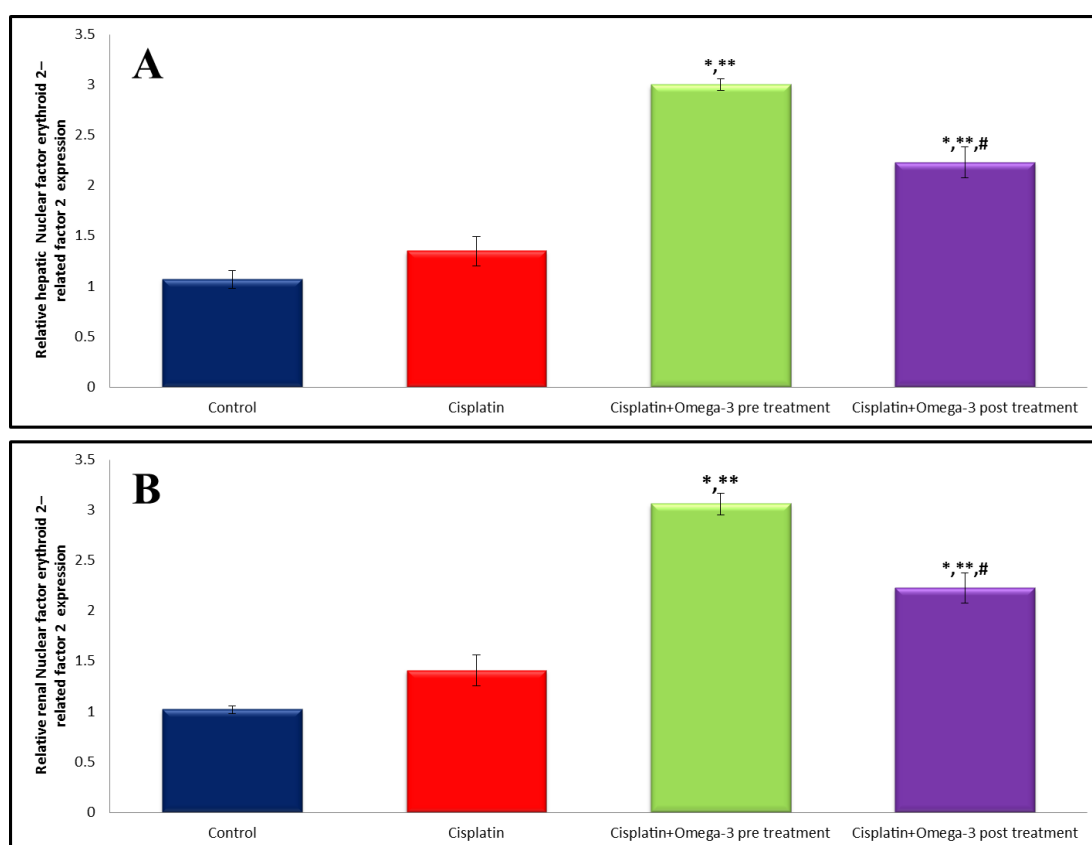 A
Relative hepatic Nuclear factor erythroid 2–
related factor 2 expression
3.5
3
2.5
2
1.5
1
0.5
0
*,**
*,**,#
Control
Cisplatin
Cisplatin+Omega-3 pre treatment
Cisplatin+Omega-3 post treatment
B
Relative renal Nuclear factor erythroid 2–
related factor 2 expression
3.5
3
2.5
2
1.5
1
0.5
0
*,**
*,**,#
Control
Cisplatin
Cisplatin+Omega-3 pre treatment
Cisplatin+Omega-3 post treatment